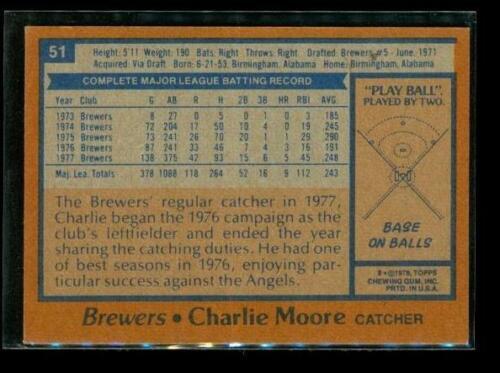 51
Height: 5'11 Weight: 190 Bats: Right Throws: Right Drafted: Brewers #5 - June, 1971
Acquired: Via Draft Born: 6-21-53, Birmingham, Alabama Home: Birmingham, Alabama
COMPLETE MAJOR LEAGUE BATTING RECORD
Year Club G AB R H 2B 3B HR RBI AVG.
1973 Brewers 8 27 0 5 0 1 0 3 .185
1974 Brewers 72 204 17 50 10 4 0 19 .245
1975 Brewers 73 241 26 70 20 1 1 29 .290
1976 Brewers 87 241 33 46 7 4 3 16 .191
1977 Brewers 138 375 42 93 15 6 5 45 .248
Maj. Lea. Totals 378 1088 118 264 52 16 9 112 .243
The Brewers' regular catcher in 1977,
Charlie began the 1976 campaign as the
club's leftfielder and ended the year
sharing the catching duties. He had one
of best seasons in 1976, enjoying par-
ticular success against the Angels.
"PLAY BALL"
PLAYED BY TWO.
BASE
ON BALLS
© 1978, TOPPS
CHEWING GUM, INC.
PRTD. IN U.S.A.
Brewers • Charlie Moore CATCHER